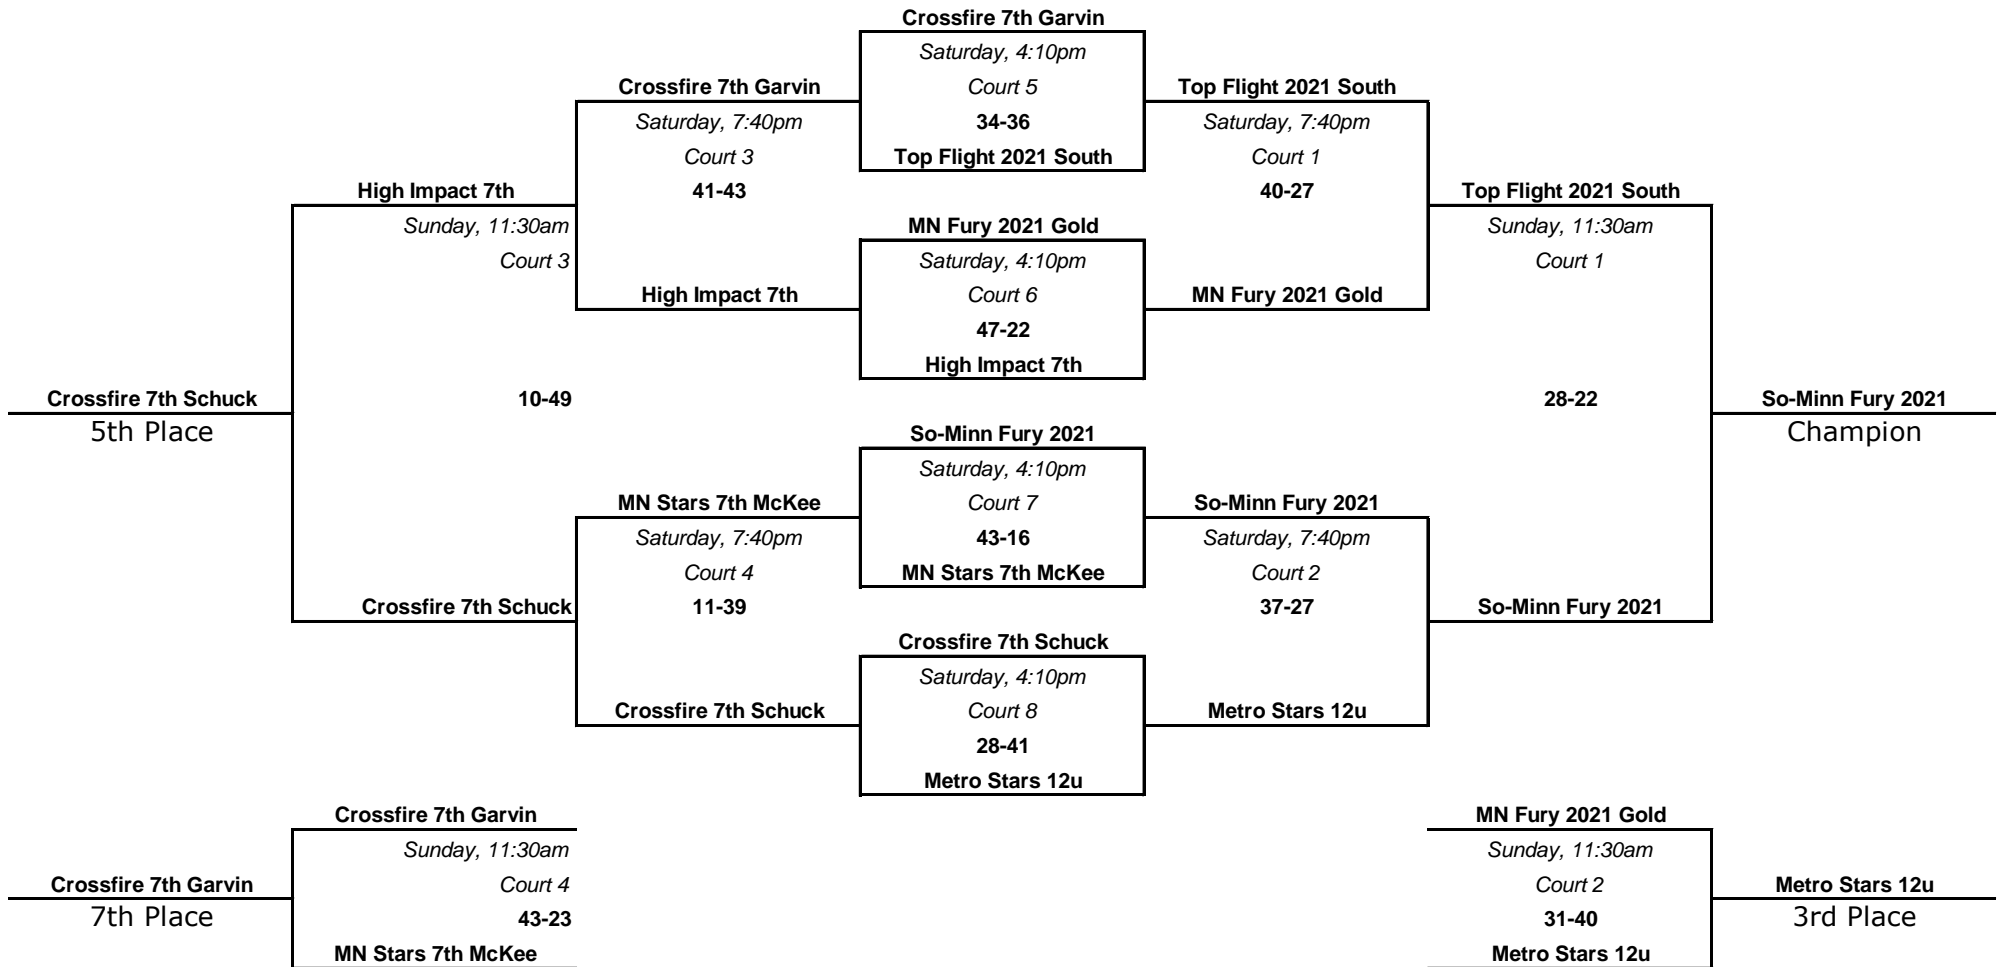 Crossfire 7th Garvin
Saturday, 4:10pm
Crossfire 7th Garvin
Court 5
Top Flight 2021 South
Saturday, 7:40pm
34-36
Saturday, 7:40pm
Court 3
Top Flight 2021 South
Court 1
High Impact 7th
41-43
40-27
Top Flight 2021 South
Sunday, 11:30am
MN Fury 2021 Gold
Sunday, 11:30am
Court 3
Saturday, 4:10pm
Court 1
High Impact 7th
Court 6
MN Fury 2021 Gold
47-22
High Impact 7th
Crossfire 7th Schuck
10-49
28-22
So-Minn Fury 2021
5th Place
So-Minn Fury 2021
Champion
Saturday, 4:10pm
MN Stars 7th McKee
Court 7
So-Minn Fury 2021
Saturday, 7:40pm
43-16
Saturday, 7:40pm
Court 4
MN Stars 7th McKee
Court 2
Crossfire 7th Schuck
11-39
37-27
So-Minn Fury 2021
Crossfire 7th Schuck
Saturday, 4:10pm
Crossfire 7th Schuck
Court 8
Metro Stars 12u
28-41
Metro Stars 12u
Crossfire 7th Garvin
MN Fury 2021 Gold
Sunday, 11:30am
Sunday, 11:30am
Crossfire 7th Garvin
Court 4
Court 2
Metro Stars 12u
7th Place
43-23
31-40
3rd Place
MN Stars 7th McKee
Metro Stars 12u